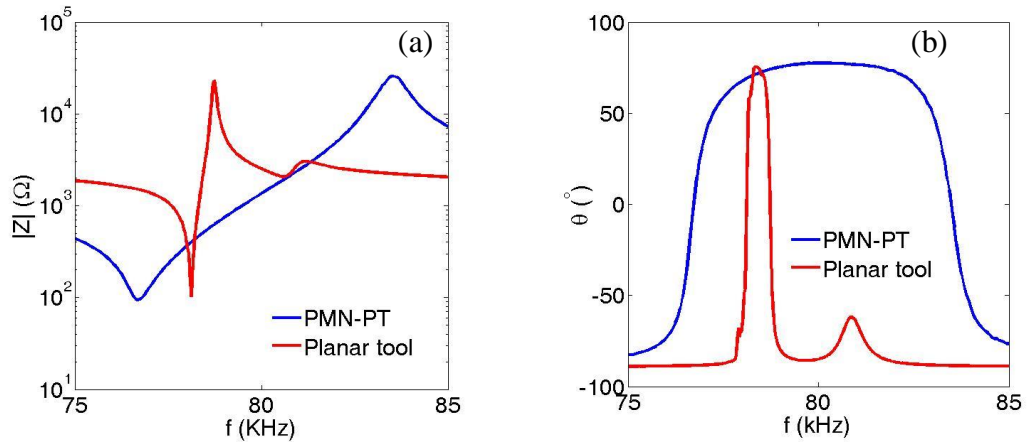 (a)
|Z| (Ω)
10^5
10^4
10^3
10^2
10^1
PMN-PT
Planar tool
75
80
85
f (KHz)
(b)
θ (°)
100
50
0
-50
-100
PMN-PT
Planar tool
75
80
85
f (kHz)